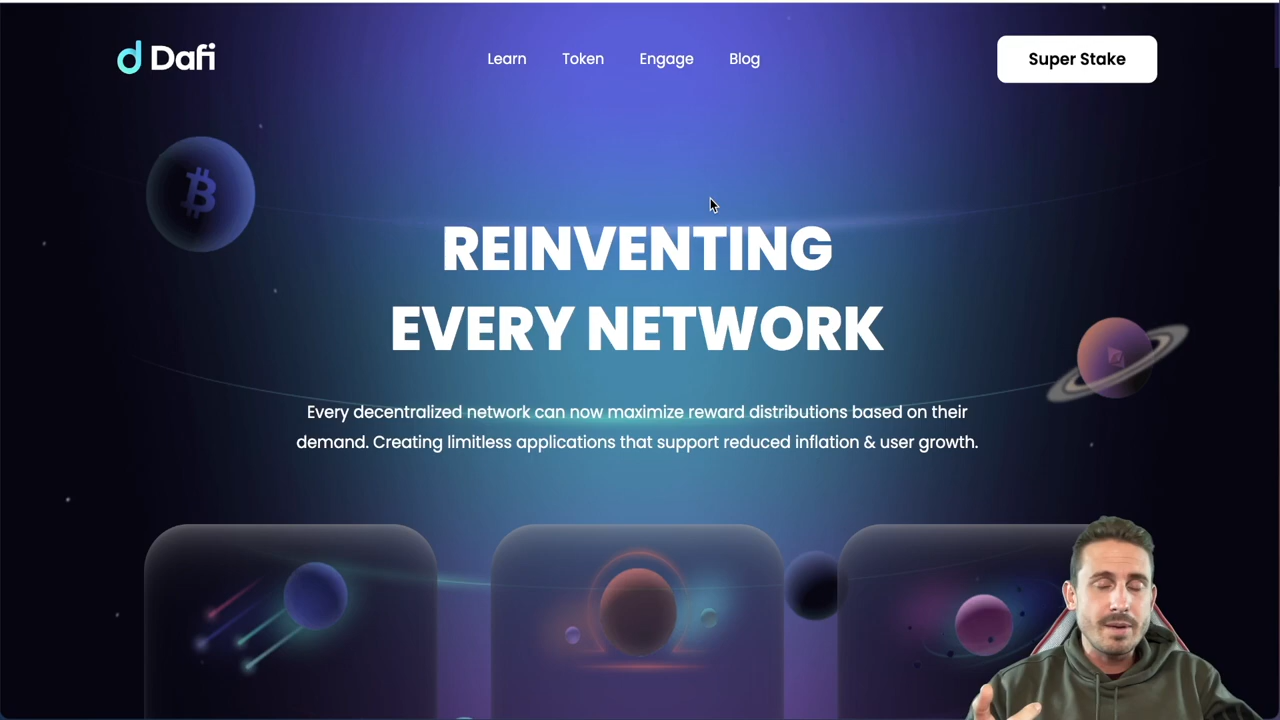 Dafi
Learn
Token
Engage
Blog
Super Stake
REINVENTING
EVERY NETWORK
Every decentralized network can now maximize reward distributions based on their
demand. Creating limitless applications that support reduced inflation & user growth.